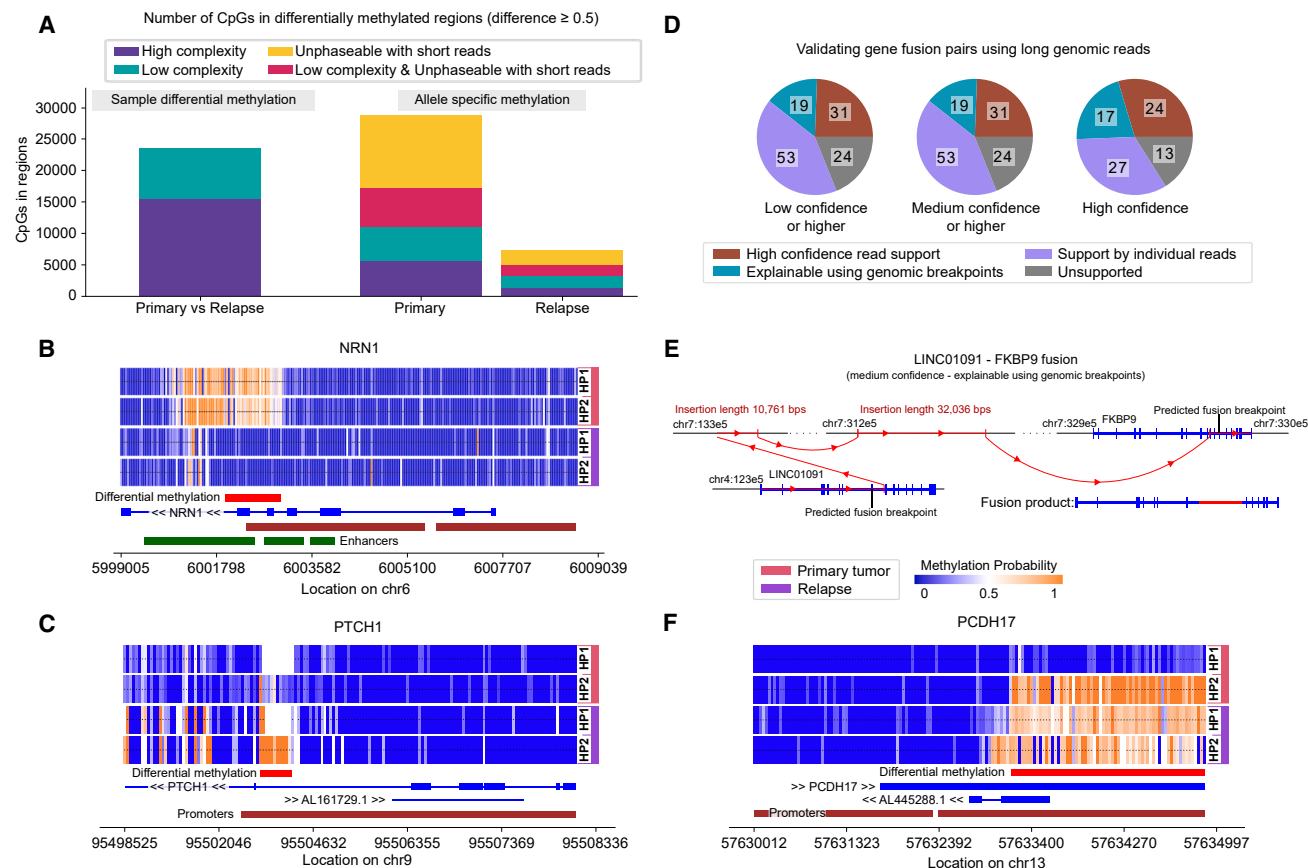 A
Number of CpGs in differentially methylated regions (difference ≥ 0.5)
High complexity
Unphaseable with short reads
Low complexity
Low complexity & Unphaseable with short reads
Sample differential methylation
Allele specific methylation
CpGs in regions
30000
25000
20000
15000
10000
5000
0
Primary vs Relapse
Primary
Relapse
D
Validating gene fusion pairs using long genomic reads
19
31
53
24
Low confidence
or higher
19
31
53
24
Medium confidence
or higher
17
24
27
13
High confidence
High confidence read support
Support by individual reads
Explainable using genomic breakpoints
Unsupported
B
NRN1
HP1
HP2
HP1
HP2
Differential methylation
<< NRN1 <<
Enhancers
5999005
6001798
6003582
6005100
6007707
6009039
Location on chr6
E
LINC01091 - FKBP9 fusion
(medium confidence - explainable using genomic breakpoints)
Insertion length 10,761 bps
Insertion length 32,036 bps
Predicted fusion breakpoint
chr7:133e5
chr7:312e5
chr7:329e5
FKBP9
chr7:330e5
chr4:123e5
LINC01091
Predicted fusion breakpoint
Fusion product:
Primary tumor
Relapse
Methylation Probability
0
0.5
1
C
PTCH1
HP1
HP2
HP1
HP2
Differential methylation
<< PTCH1 <<
>> AL161729.1 >>
Promoters
95498525
95502046
95504632
95506355
95507369
95508336
Location on chr9
F
PCDH17
HP1
HP2
HP1
HP2
Differential methylation
>> PCDH17 >>
<< AL445288.1 <<
Promoters
57630012
57631323
57632392
57633400
57634270
57634997
Location on chr13